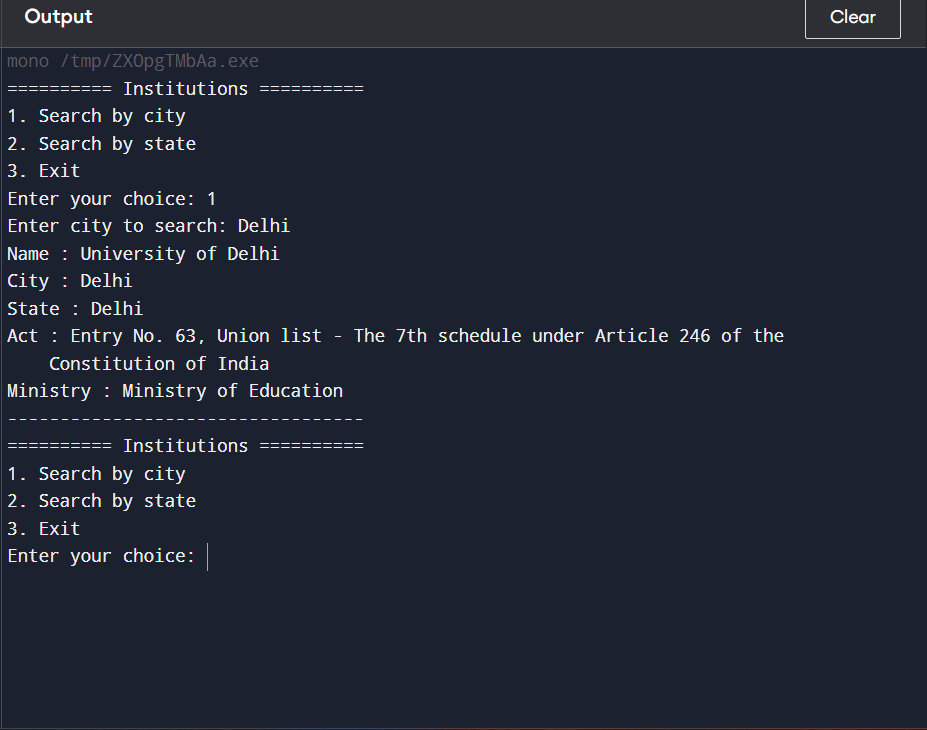 Output
Clear
mono /tmp/ZXOpgTMbAa.exe
========== Institutions ==========
1. Search by city
2. Search by state
3. Exit
Enter your choice: 1
Enter city to search: Delhi
Name : University of Delhi
City : Delhi
State : Delhi
Act : Entry No. 63, Union list - The 7th schedule under Article 246 of the
    Constitution of India
Ministry : Ministry of Education
----------------------------------
========== Institutions ==========
1. Search by city
2. Search by state
3. Exit
Enter your choice: